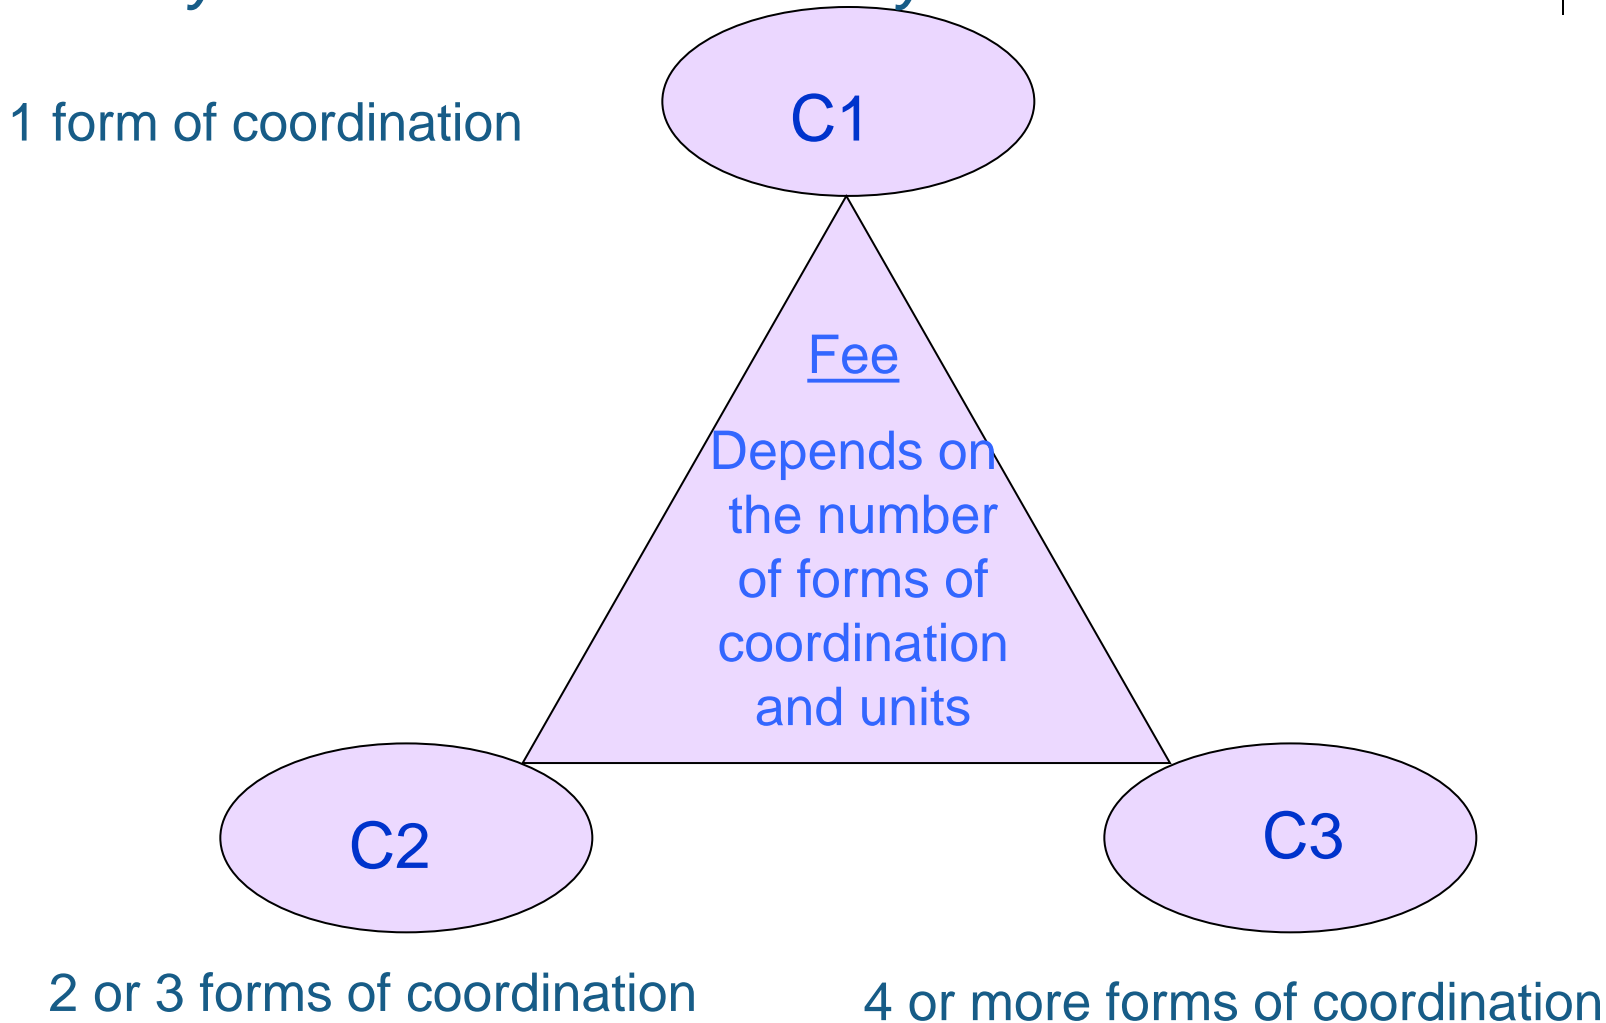 1 form of coordination
C1
Fee
Depends on
the number
of forms of
coordination
and units
C2
C3
2 or 3 forms of coordination
4 or more forms of coordination